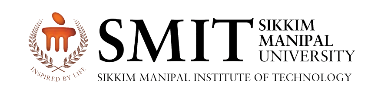 SMIT
SIKKIM
MANIPAL
UNIVERSITY
INSPIRED BY LIFE
SIKKIM MANIPAL INSTITUTE OF TECHNOLOGY